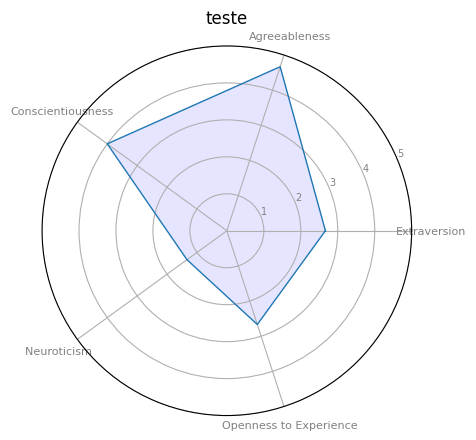 teste
Agreeableness
Conscientiousness
5
4
3
2
1
Extraversion
Neuroticism
Openness to Experience